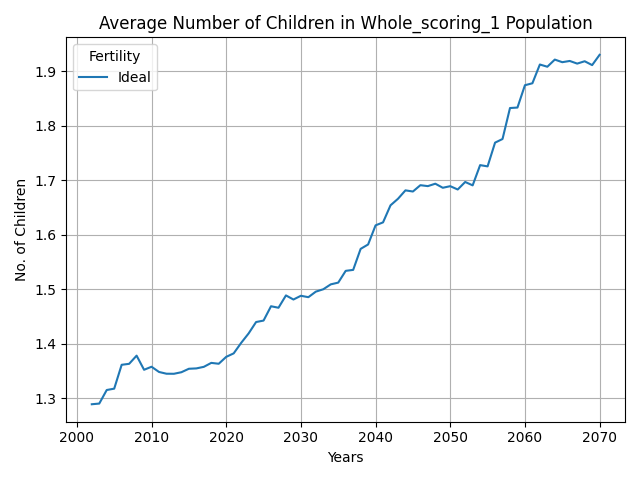 Average Number of Children in Whole_scoring_1 Population
Fertility
Ideal
No. of Children
1.9
1.8
1.7
1.6
1.5
1.4
1.3
2000 2010 2020 2030 2040 2050 2060 2070
Years